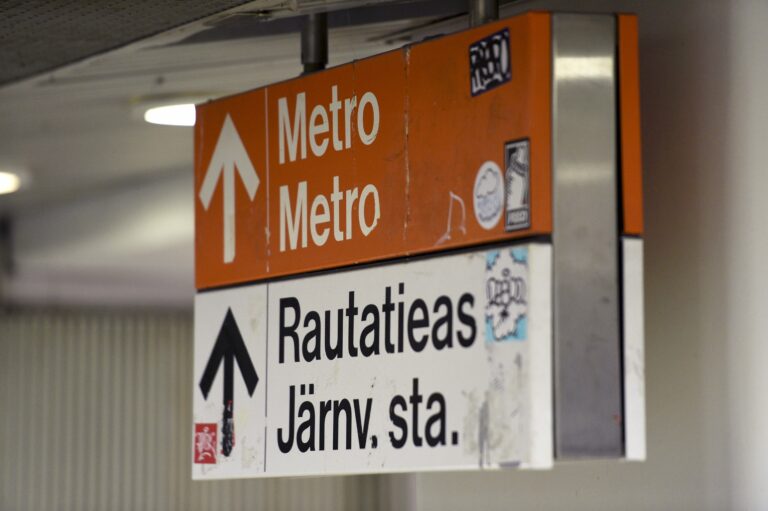 Metro
Metro
Rautatieas
Järnv. sta.